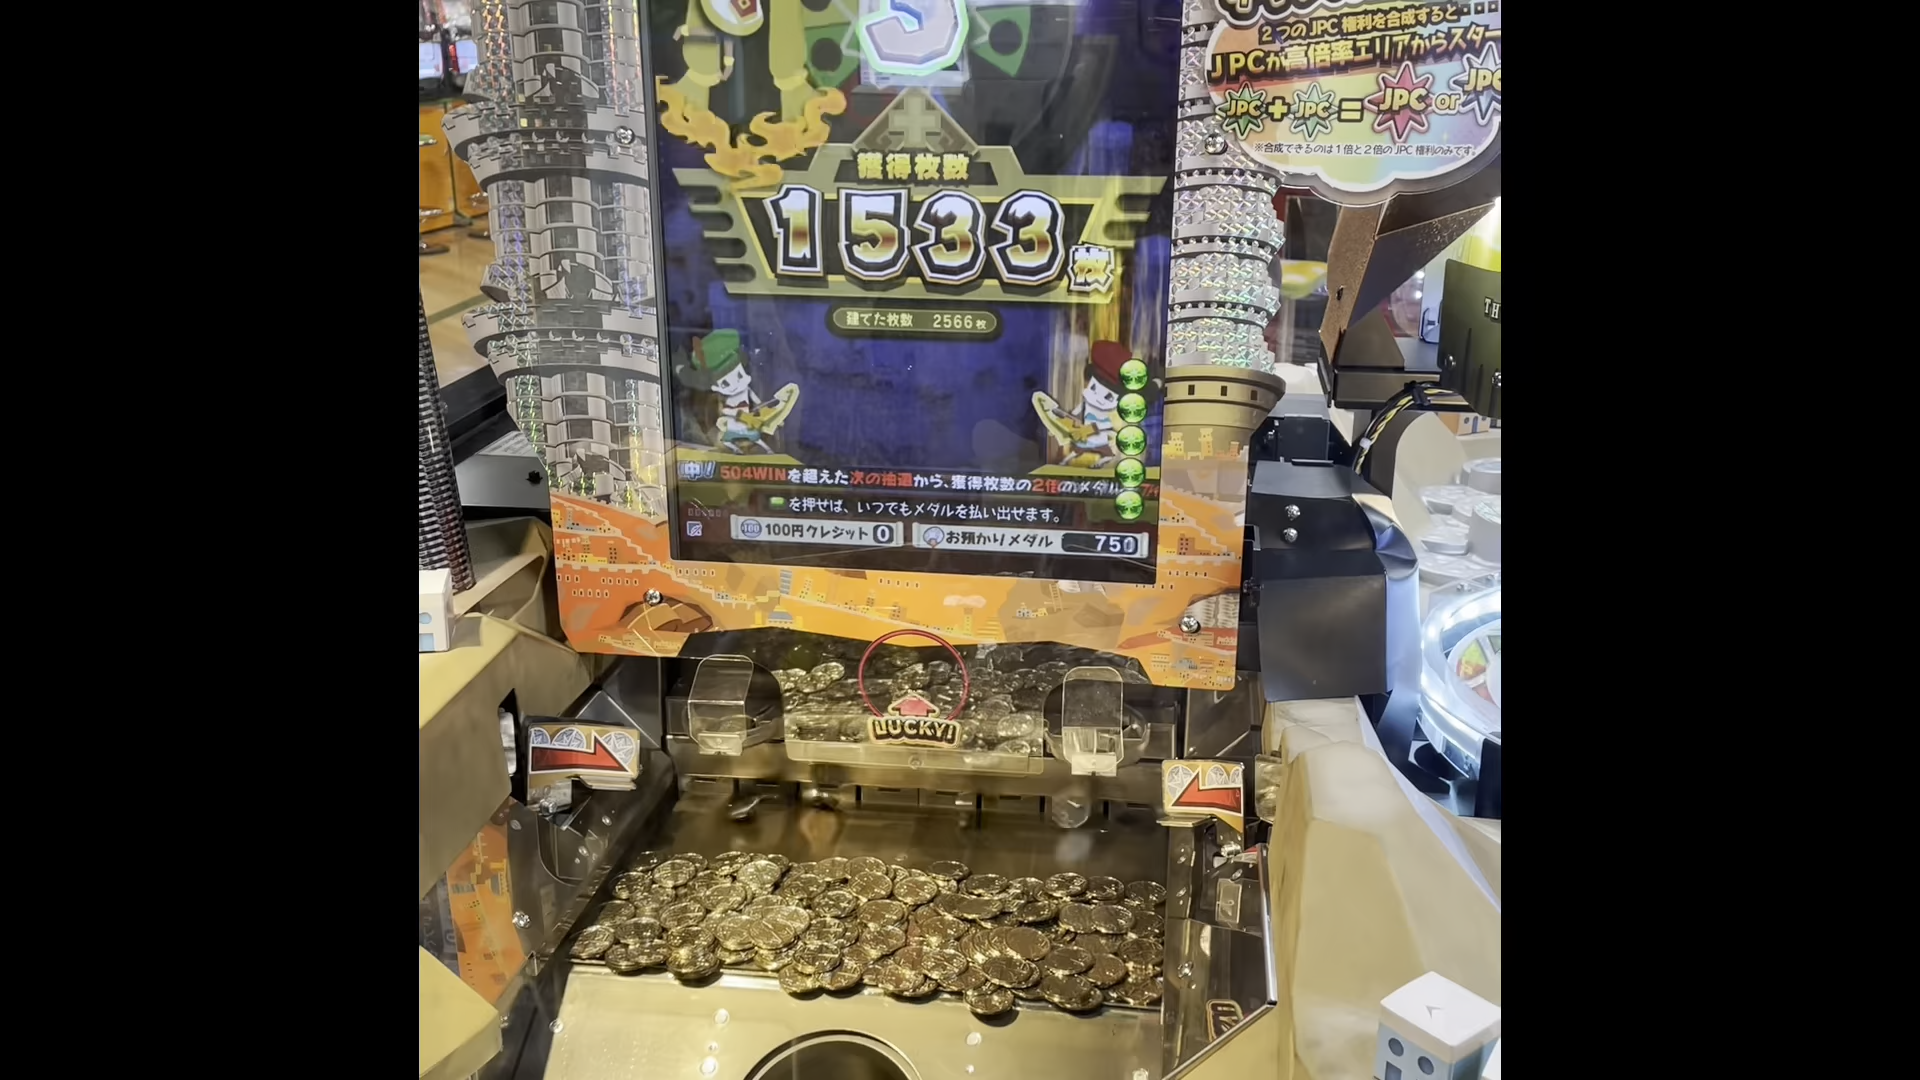 5
2つのJPC権利を合成すると・・・
JPCが高倍率エリアからスター
JPC + JPC = JPC or JPC
※合成できるのは1倍と2倍のJPC権利のみです。
獲得枚数
1533枚
建てた枚数 2566枚
中! 504WINを超えた次の抽選から、獲得枚数の2倍のメダル
を押せば、いつでもメダルを払い出せます。
100円クレジット 0
お預かりメダル 750
LUCKY!
TH